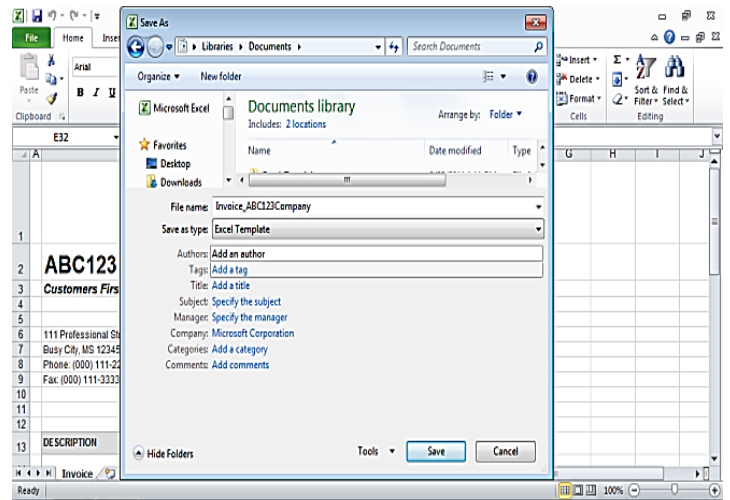 Save As
File Home Inser
Libraries Documents Search Documents
Organize New folder
Paste
Arial
B I U
Clipboard
Insert
Delete
Format
Cells
Σ
Sort & Find &
Filter Select
Editing
E32
Microsoft Excel
Favorites
Desktop
Downloads
Documents library
Includes: 2 locations
Arrange by: Folder
Name Date modified Type
File name: Invoice_ABC123Company
Save as type: Excel Template
Authors: Add an author
Tags: Add a tag
Title: Add a title
Subject: Specify the subject
Manager: Specify the manager
Company: Microsoft Corporation
Categories: Add a category
Comments: Add comments
Hide Folders Tools Save Cancel
A G H I J
1
2 ABC123
3 Customers Firs
4
5
6 111 Professional St
7 Busy City, MS 12345
8 Phone: (000) 111-22
9 Fax: (000) 111-3333
10
11
12
13 DESCRIPTION
Invoice
Ready 100%